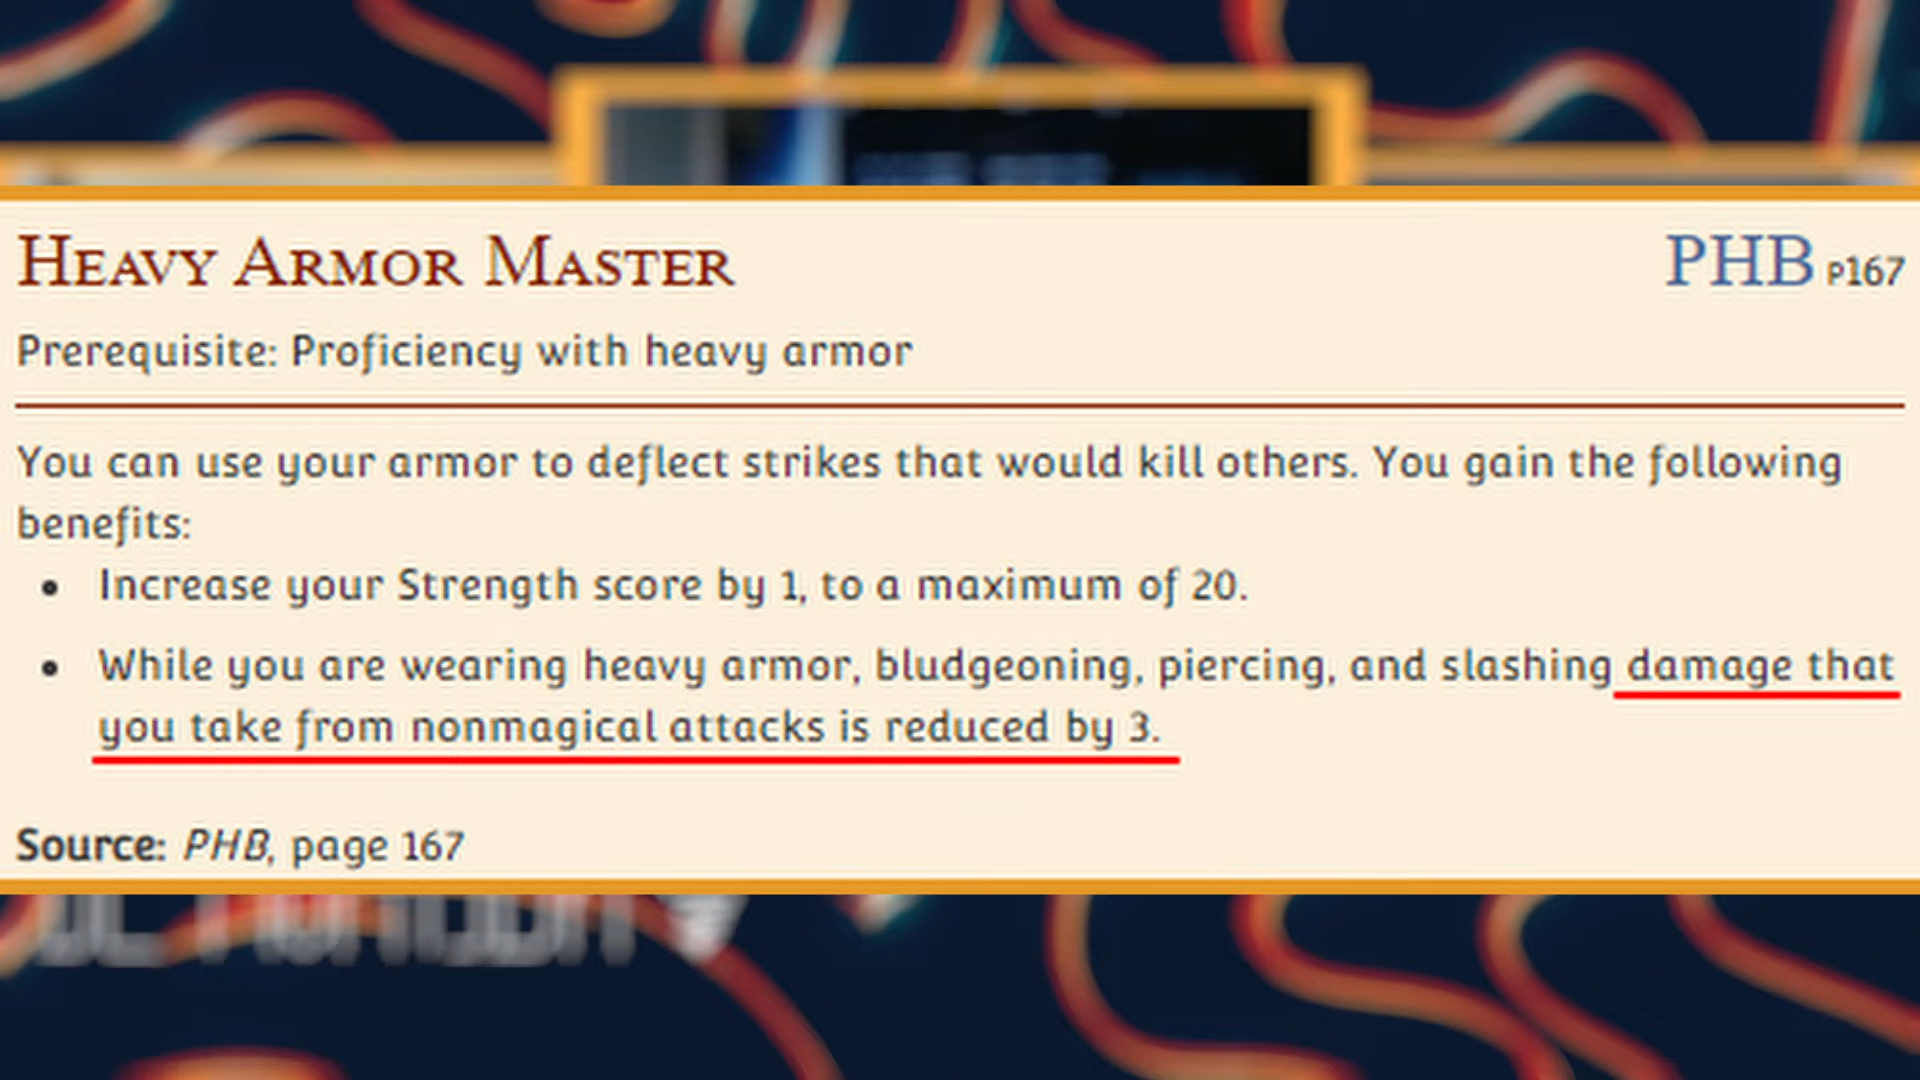 Heavy Armor Master PHB P167
Prerequisite: Proficiency with heavy armor
You can use your armor to deflect strikes that would kill others. You gain the following
benefits:
• Increase your Strength score by 1, to a maximum of 20.
• While you are wearing heavy armor, bludgeoning, piercing, and slashing damage that
you take from nonmagical attacks is reduced by 3.
Source: PHB, page 167